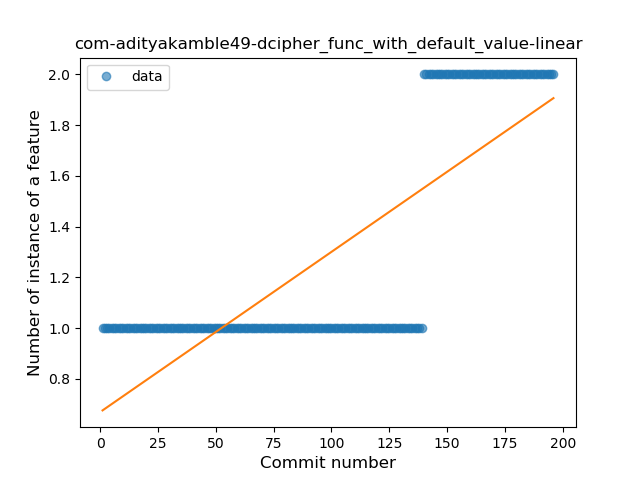 com-adityakamble49-dcipher_func_with_default_value-linear
data
2.0
1.8
1.6
1.4
1.2
1.0
0.8
Number of instance of a feature
0 25 50 75 100 125 150 175 200
Commit number